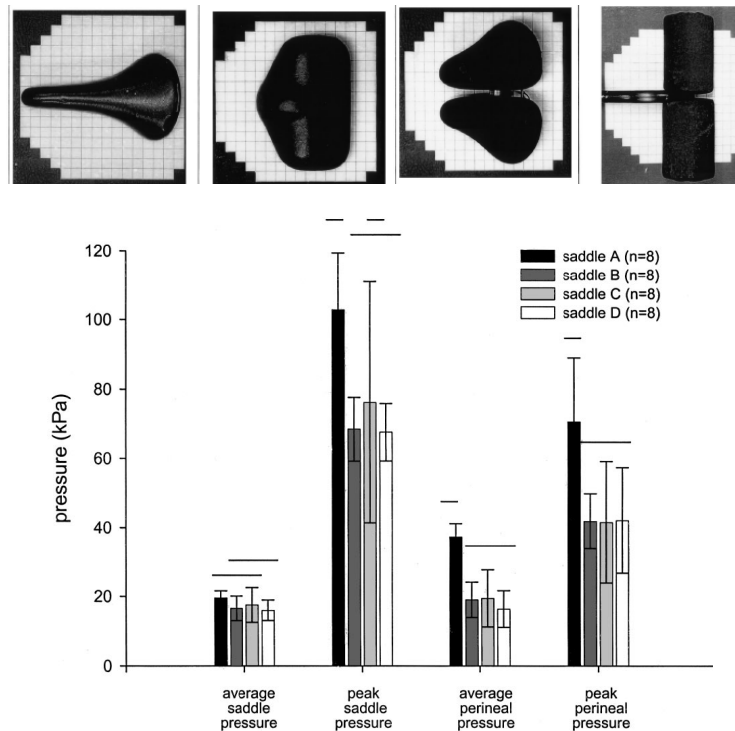 120
100
80
60
40
20
0
pressure (kPa)
saddle A (n=8)
saddle B (n=8)
saddle C (n=8)
saddle D (n=8)
average
saddle
pressure
peak
saddle
pressure
average
perineal
pressure
peak
perineal
pressure